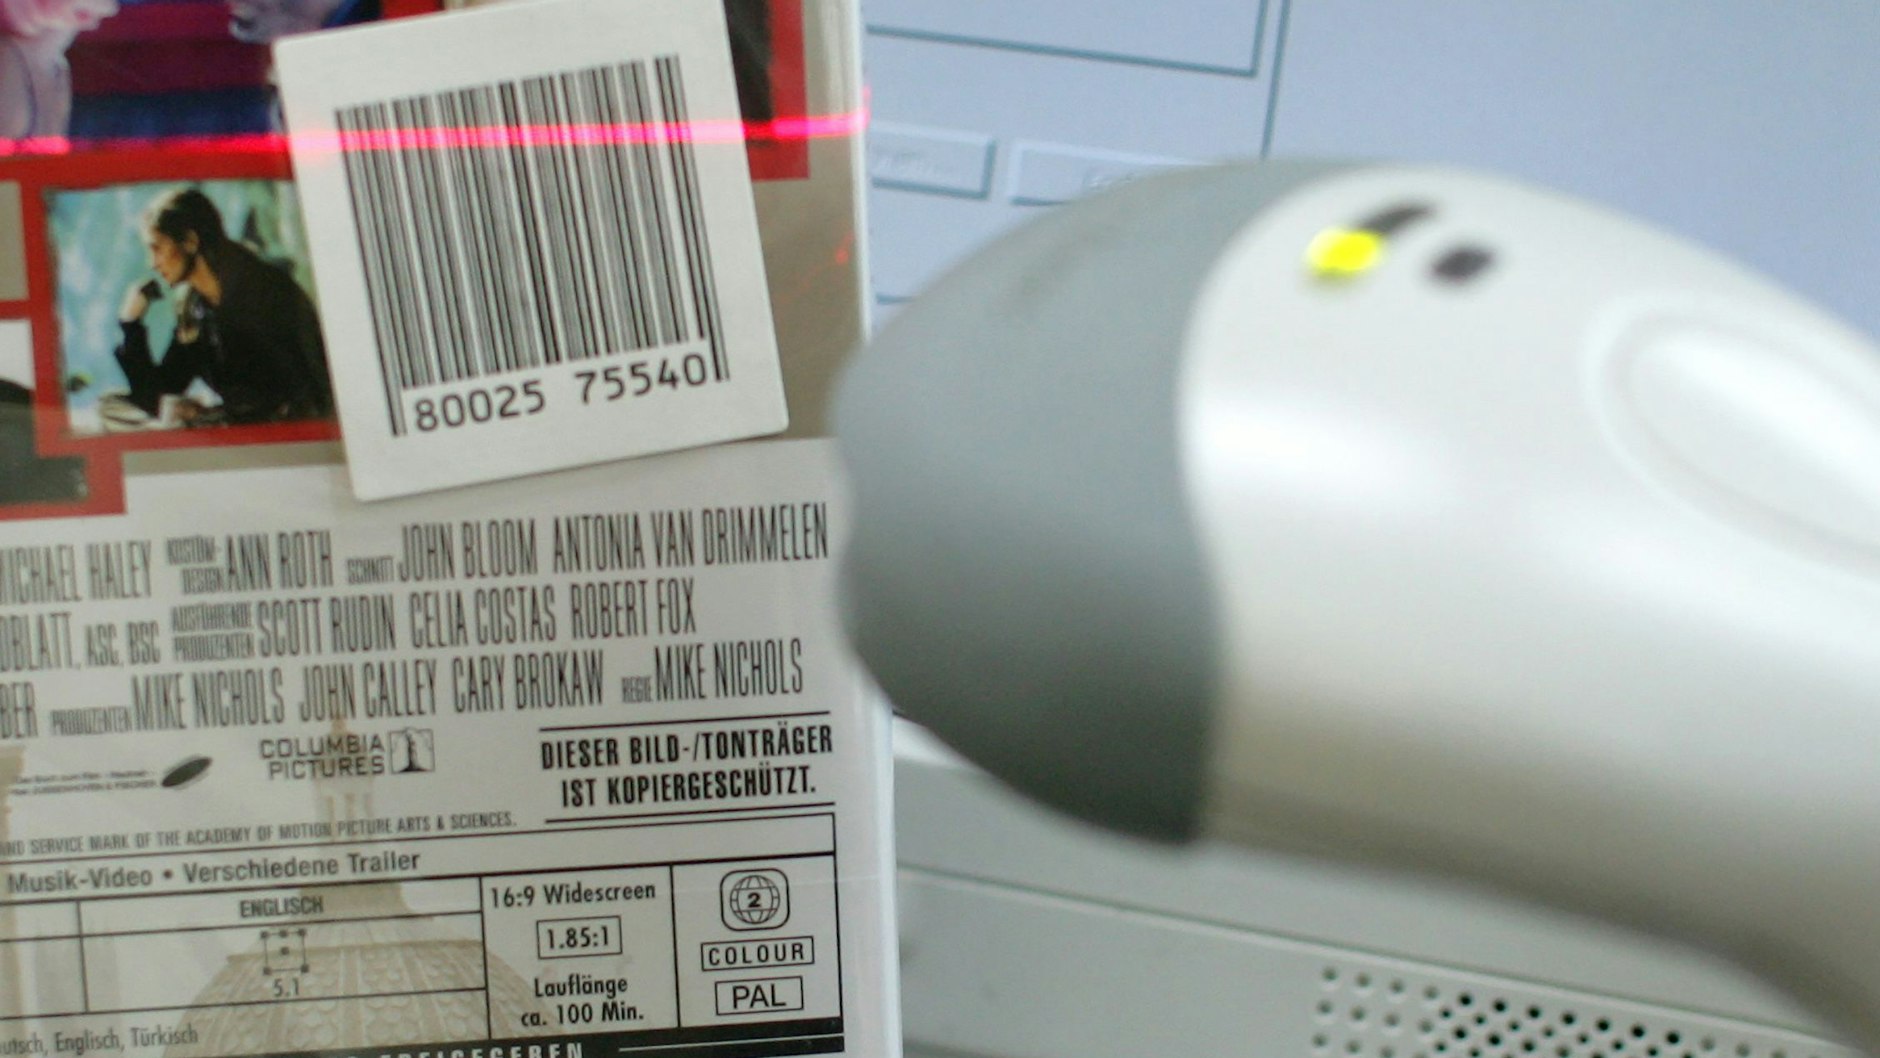 80025 75540
MICHAEL HALEY KOSTÜM-DESIGN ANN ROTH SCHNITT JOHN BLOOM ANTONIA VAN DRIMMELEN
DBLATT, ASC, BSC AUSFÜHRENDE PRODUZENTEN SCOTT RUDIN CELIA COSTAS ROBERT FOX
BER PRODUZENTEN MIKE NICHOLS JOHN CALLEY CARY BROKAW REGIE MIKE NICHOLS
COLUMBIA
PICTURES
DIESER BILD-/TONTRÄGER
IST KOPIERGESCHÜTZT.
AND SERVICE MARK OF THE ACADEMY OF MOTION PICTURE ARTS & SCIENCES.
Musik-Video • Verschiedene Trailer
ENGLISCH
5.1
16:9 Widescreen
1.85:1
Lauflänge
ca. 100 Min.
2
COLOUR
PAL
utsch, Englisch, Türkisch